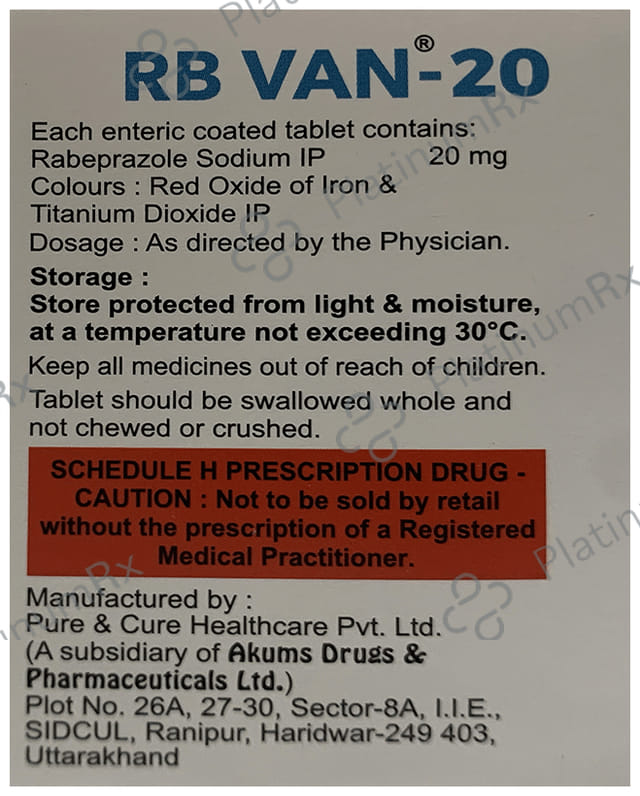 RB VAN®-20
Each enteric coated tablet contains:
Rabeprazole Sodium IP 20 mg
Colours : Red Oxide of Iron &
Titanium Dioxide IP
Dosage : As directed by the Physician.
Storage :
Store protected from light & moisture,
at a temperature not exceeding 30°C.
Keep all medicines out of reach of children.
Tablet should be swallowed whole and
not chewed or crushed.
SCHEDULE H PRESCRIPTION DRUG -
CAUTION : Not to be sold by retail
without the prescription of a Registered
Medical Practitioner.
Manufactured by :
Pure & Cure Healthcare Pvt. Ltd.
(A subsidiary of Akums Drugs &
Pharmaceuticals Ltd.)
Plot No. 26A, 27-30, Sector-8A, I.I.E.,
SIDCUL, Ranipur, Haridwar-249 403,
Uttarakhand
PlatinumRx
PlatinumRx
PlatinumRx